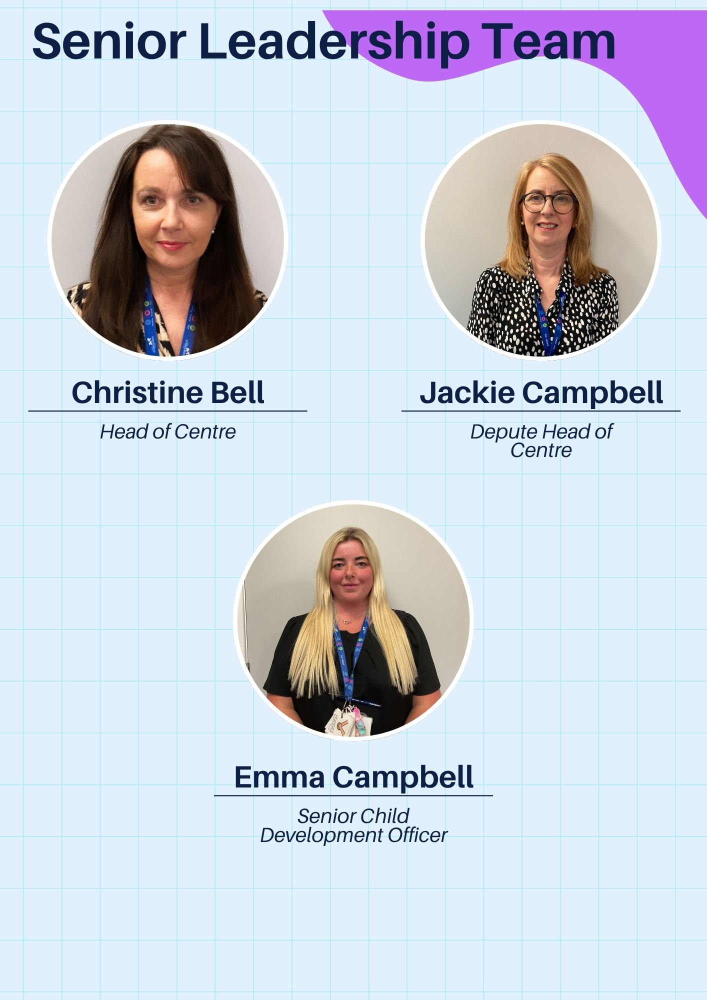 Senior Leadership Team
Christine Bell
Head of Centre
Jackie Campbell
Depute Head of
Centre
Emma Campbell
Senior Child
Development Officer